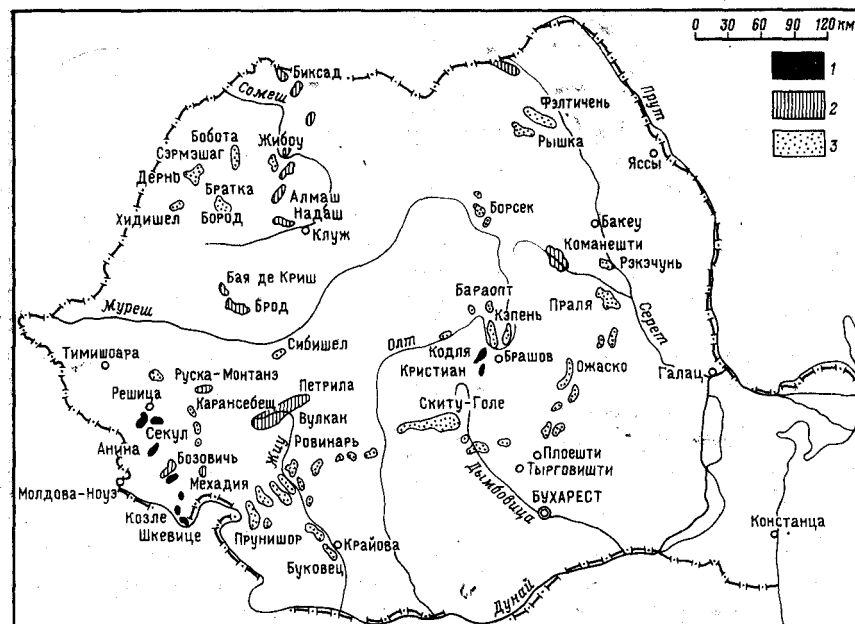 0 30 60 90 120 км
1
2
3
Биксад
Сомеш
Прут
Фэлтичень
Рышка
Яссы
Бобота
Жибоу
Сэрмэшаг
Дернь
Братка
Алмаш
Хидишел
Бород
Надаш
Клуж
Борсек
Бакеу
Команешти
Рэкэчунь
Бая де Криш
Брод
Муреш
Бараопт
Кэпень
Праля
Серет
Сибишел
Олт
Кодля
Брашов
Кристиан
Ожаско
Галац
Тимишоара
Руска-Монтанэ
Петрила
Решица
Карансебеш
Вулкан
Скиту-Голе
Секул
Анина
Бозовичь
Жиу
Ровинарь
Плоешти
Тырговишти
Молдова-Ноуэ
Мехадия
Дымбовица
БУХАРЕСТ
Козле
Шкевице
Прунишор
Крайова
Констанца
Буковец
Дунай